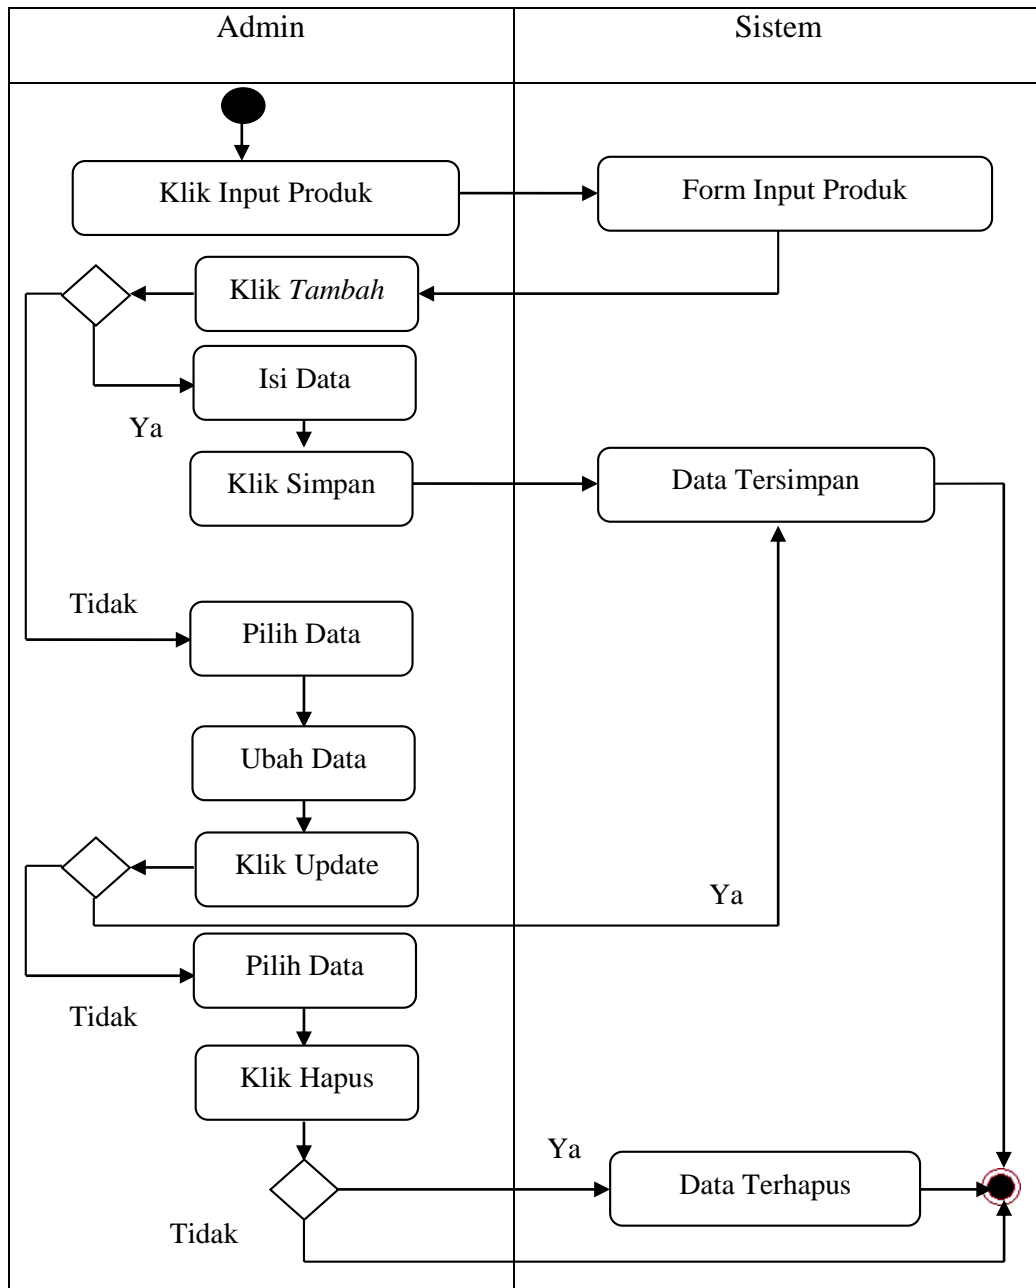 Admin
Sistem
Klik Input Produk
Form Input Produk
Klik Tambah
Isi Data
Ya
Klik Simpan
Data Tersimpan
Tidak
Pilih Data
Ubah Data
Klik Update
Ya
Pilih Data
Tidak
Klik Hapus
Ya
Data Terhapus
Tidak